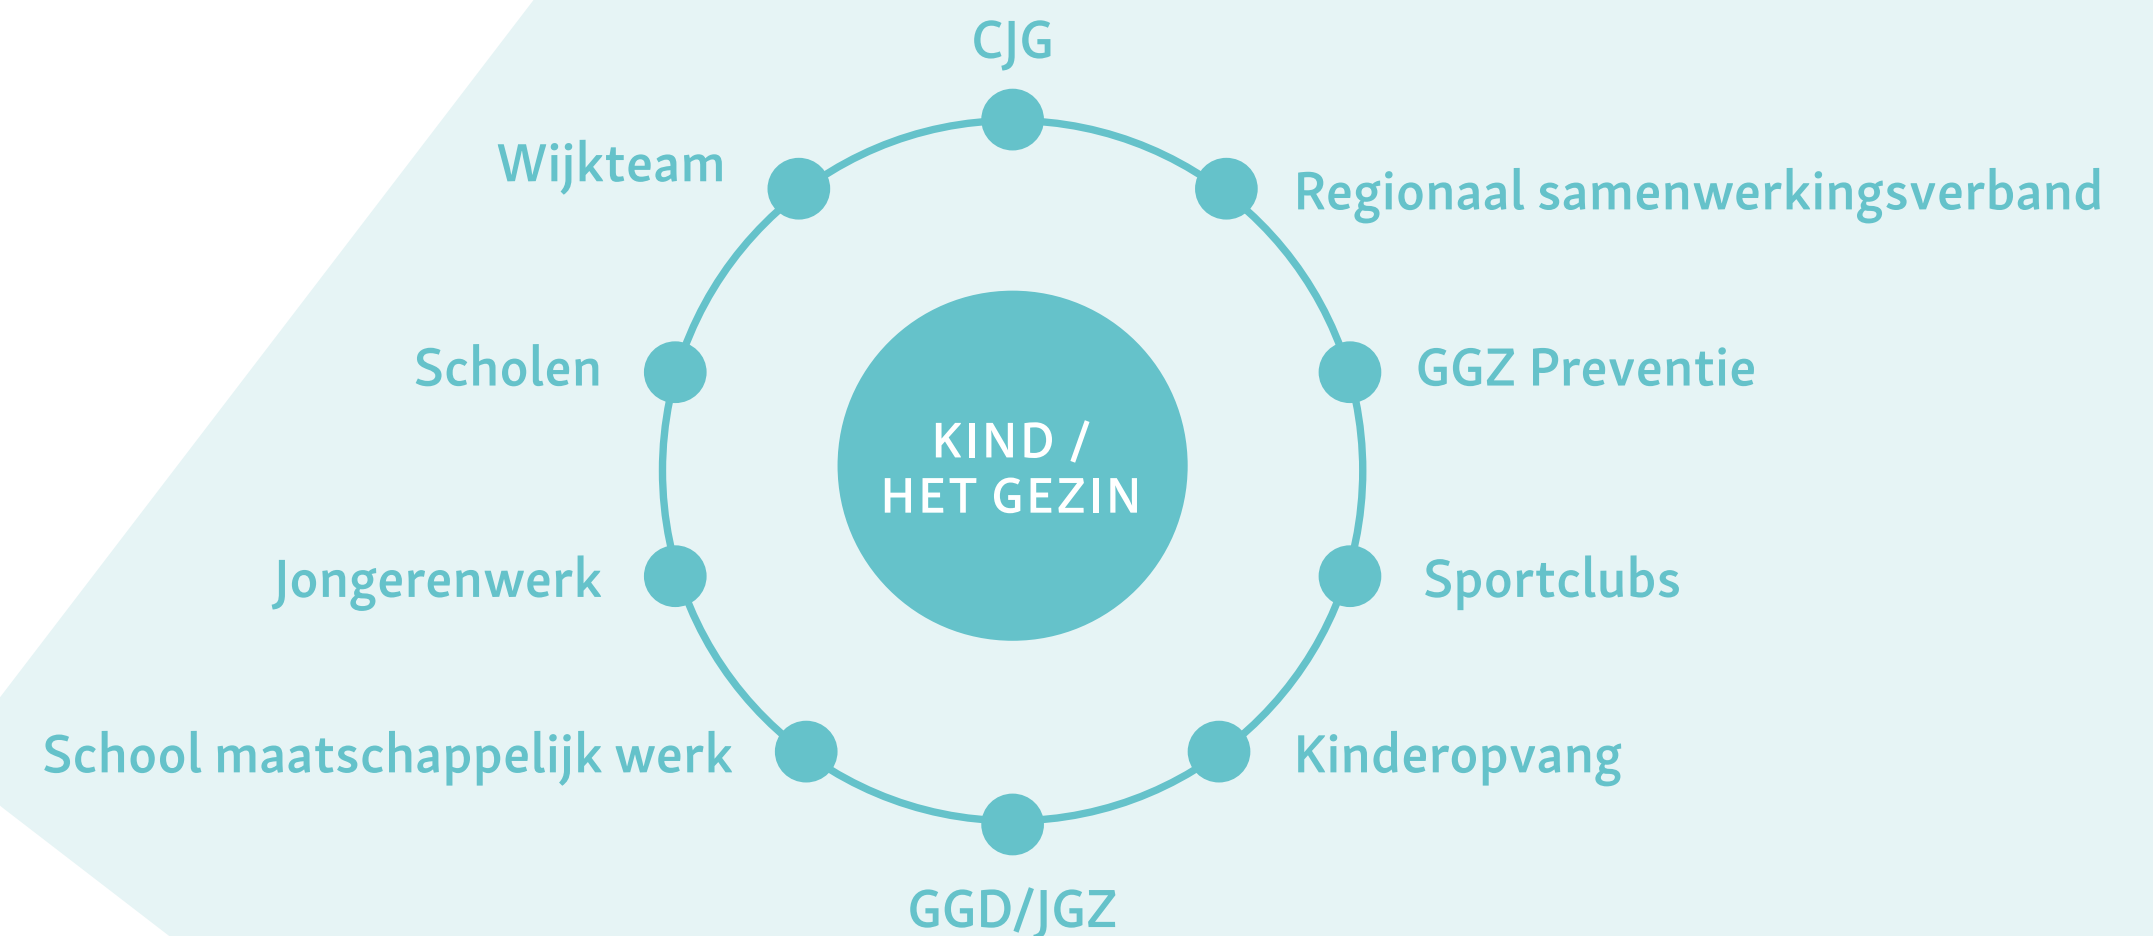 CJG
Wijkteam
Regionaal samenwerkingsverband
Scholen
GGZ Preventie
KIND /
HET GEZIN
Jongerenwerk
Sportclubs
School maatschappelijk werk
Kinderopvang
GGD/JGZ